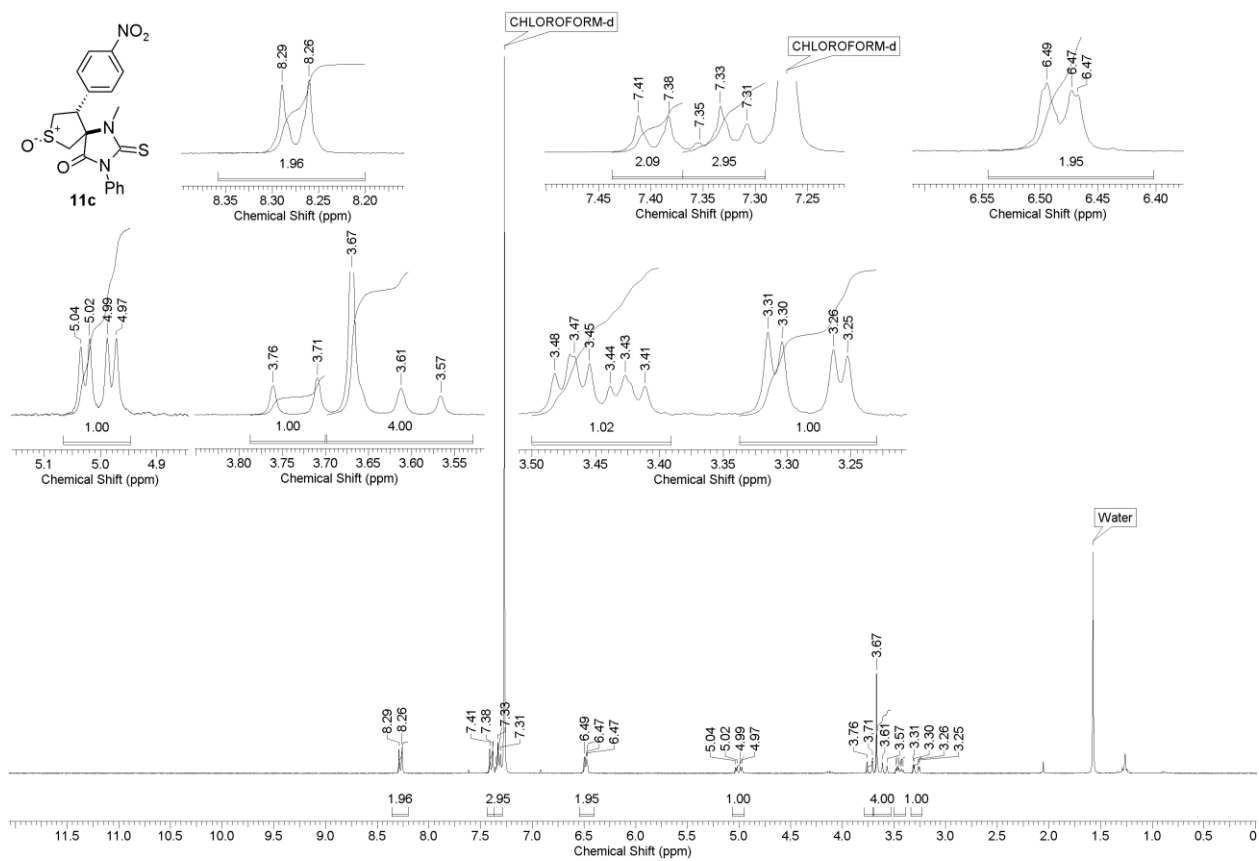 NO₂
N
S⁺
O⁻
N
S
O
N
Ph
11c
8.29
8.26
1.96
8.35 8.30 8.25 8.20
Chemical Shift (ppm)
CHLOROFORM-d
CHLOROFORM-d
7.41
7.38
7.35
7.33
7.31
2.09 2.95
7.45 7.40 7.35 7.30 7.25
Chemical Shift (ppm)
6.49
6.47
6.47
1.95
6.55 6.50 6.45 6.40
Chemical Shift (ppm)
5.04
5.02
4.99
4.97
1.00
5.1 5.0 4.9
Chemical Shift (ppm)
3.76
3.71
3.67
3.61
3.57
1.00 4.00
3.80 3.75 3.70 3.65 3.60 3.55
Chemical Shift (ppm)
3.48
3.47
3.45
3.44
3.43
3.41
1.02
3.31
3.30
3.26
3.25
1.00
3.50 3.45 3.40 3.35 3.30 3.25
Chemical Shift (ppm)
Water
8.29
8.26
7.41
7.38
7.33
7.31
6.49
6.47
6.47
5.04
5.02
4.99
4.97
3.76
3.71
3.67
3.61
3.57
3.31
3.30
3.26
3.25
1.96 2.95 1.95 1.00 4.00 1.00
11.5 11.0 10.5 10.0 9.5 9.0 8.5 8.0 7.5 7.0 6.5 6.0 5.5 5.0 4.5 4.0 3.5 3.0 2.5 2.0 1.5 1.0 0.5 0
Chemical Shift (ppm)